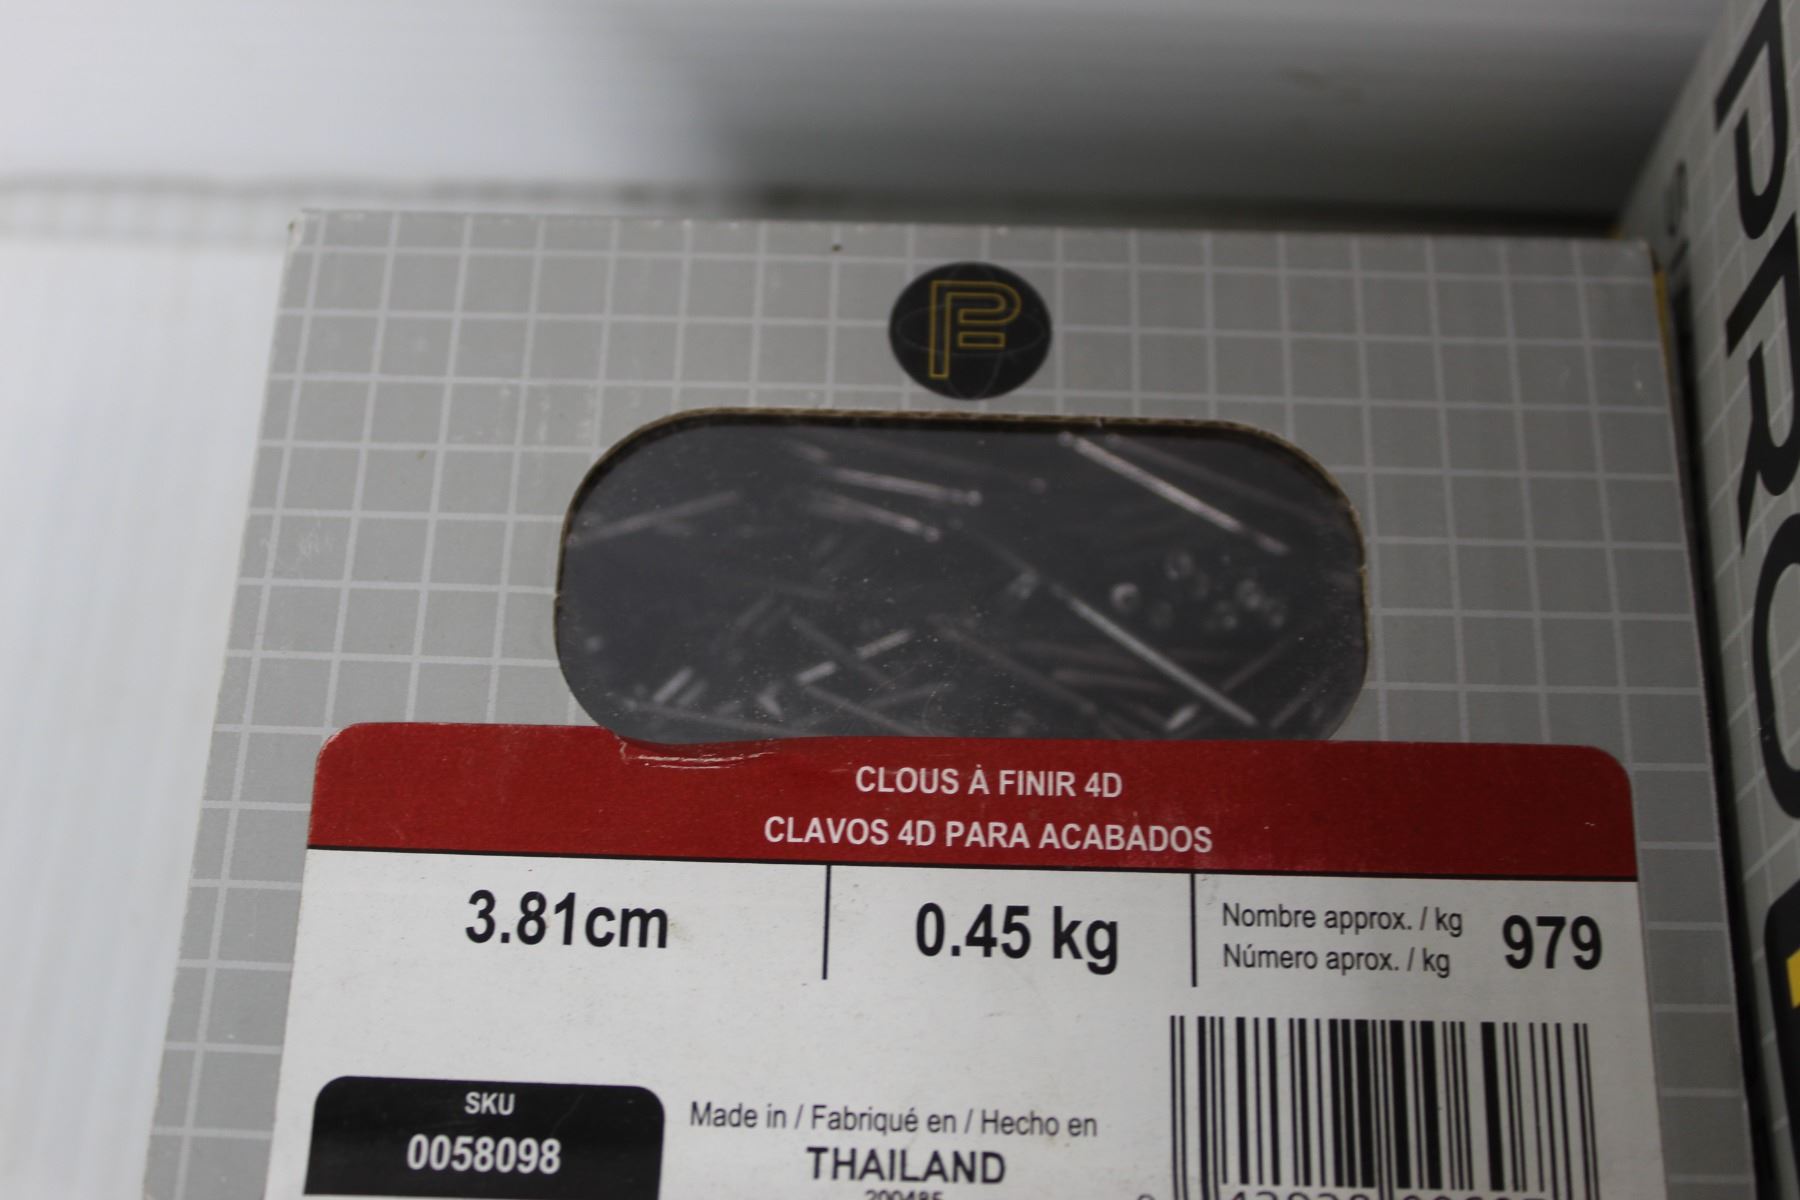 CLOUS À FINIR 4D
CLAVOS 4D PARA ACABADOS
3.81cm
0.45 kg
Nombre approx. / kg
Número aprox. / kg
979
SKU
0058098
Made in / Fabriqué en / Hecho en
THAILAND
200485
PRO